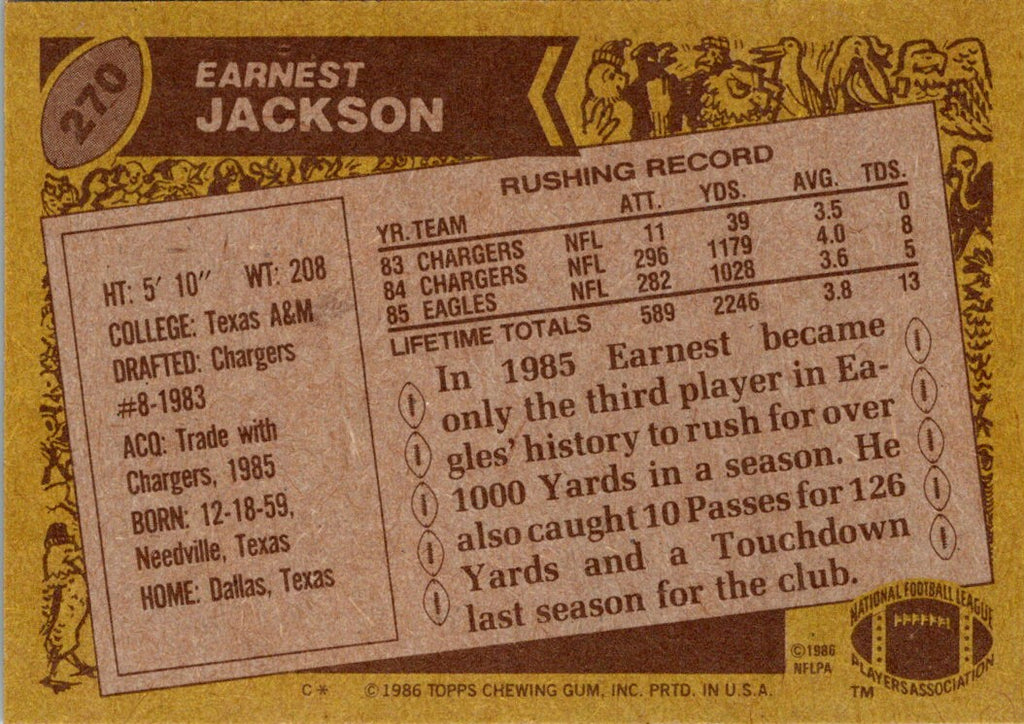 270
EARNEST
JACKSON
RUSHING RECORD
YR. TEAM ATT. YDS. AVG. TDS.
83 CHARGERS NFL 11 39 3.5 0
84 CHARGERS NFL 296 1179 4.0 8
85 EAGLES NFL 282 1028 3.6 5
LIFETIME TOTALS 589 2246 3.8 13
HT: 5' 10" WT: 208
COLLEGE: Texas A&M
DRAFTED: Chargers
#8-1983
ACQ: Trade with
Chargers, 1985
BORN: 12-18-59,
Needville, Texas
HOME: Dallas, Texas
In 1985 Earnest became
only the third player in Ea-
gles' history to rush for over
1000 Yards in a season. He
also caught 10 Passes for 126
Yards and a Touchdown
last season for the club.
©1986
NFLPA
NATIONAL FOOTBALL LEAGUE
PLAYERS ASSOCIATION
TM
C* ©1986 TOPPS CHEWING GUM, INC. PRTD. IN U.S.A.